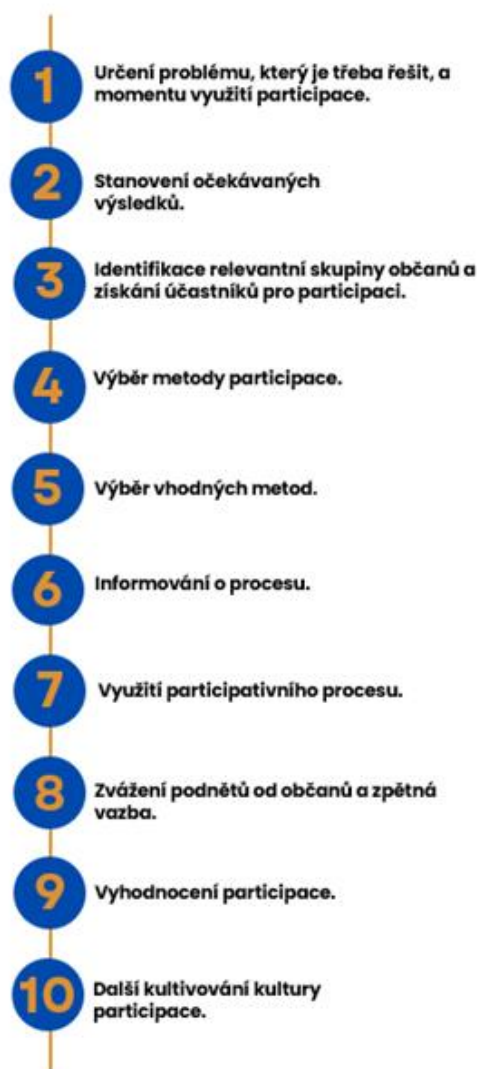 1
Určení problému, který je třeba řešit, a
momentu využití participace.
2
Stanovení očekávaných
výsledků.
3
Identifikace relevantní skupiny občanů a
získání účastníků pro participaci.
4
Výběr metody participace.
5
Výběr vhodných metod.
6
Informování o procesu.
7
Využití participativního procesu.
8
Zvážení podnětů od občanů a zpětná
vazba.
9
Vyhodnocení participace.
10
Další kultivování kultury
participace.